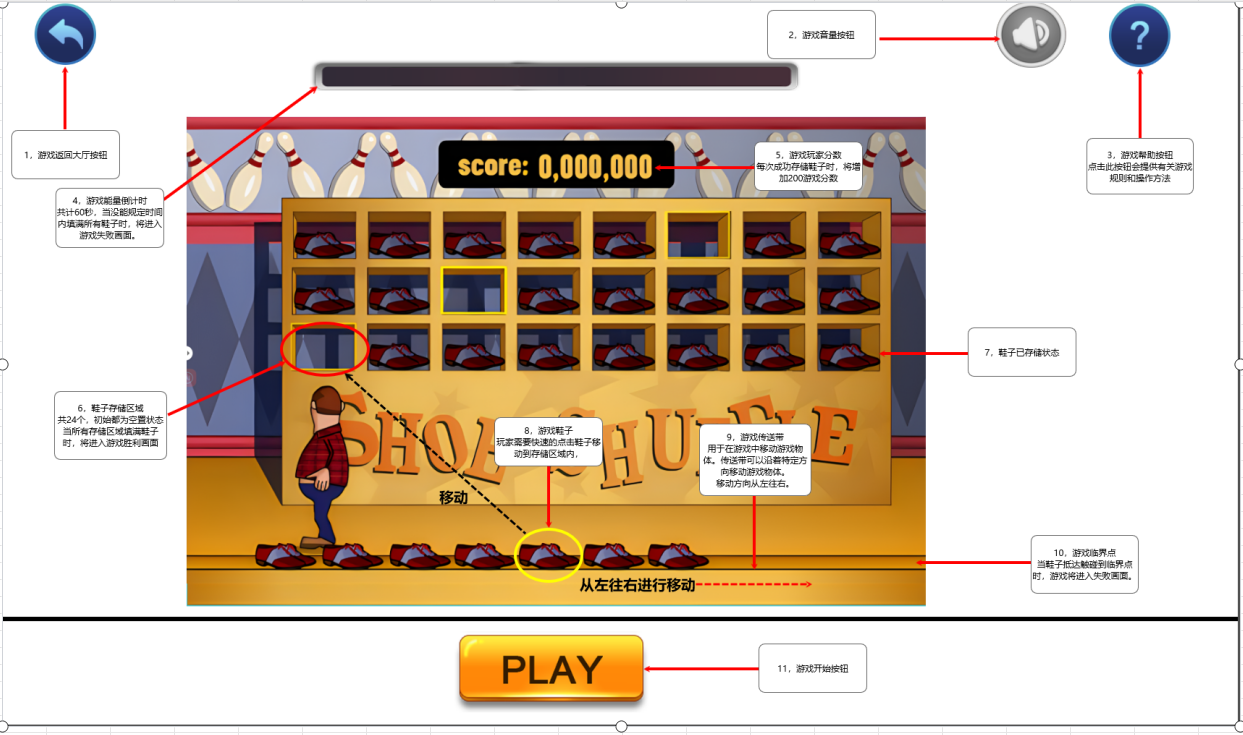 2，游戏音量按钮
?
1，游戏返回大厅按钮
3，游戏帮助按钮
点击此按钮会提供有关游戏
规则和操作方法
score: 0,000,000
5，游戏玩家分数
每次成功存储鞋子时，将增
加200游戏分数
4，游戏能量倒计时
共计60秒，当没能规定时间
内填满所有鞋子时，将进入
游戏失败画面。
7，鞋子已存储状态
6，鞋子存储区域
共24个，初始都为空置状态
当所有存储区域填满鞋子
时，将进入游戏胜利画面
SHOE SHUFFLE
8，游戏鞋子
玩家需要快速的点击鞋子移
动到存储区域内，
9，游戏传送带
用于在游戏中移动游戏物
体。传送带可以沿着特定方
向移动游戏物体。
移动方向从左往右。
移动
10，游戏临界点
当鞋子抵达触碰到临界点
时，游戏将进入失败画面。
从左往右进行移动
PLAY
11，游戏开始按钮